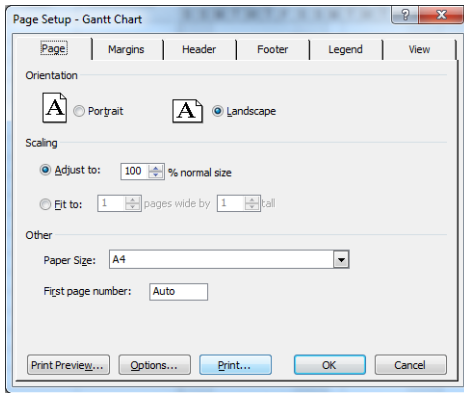 Page Setup - Gantt Chart
Page Margins Header Footer Legend View
Orientation
A Portrait A Landscape
Scaling
Adjust to: 100 % normal size
Fit to: 1 pages wide by 1 tall
Other
Paper Size: A4
First page number: Auto
Print Preview... Options... Print... OK Cancel